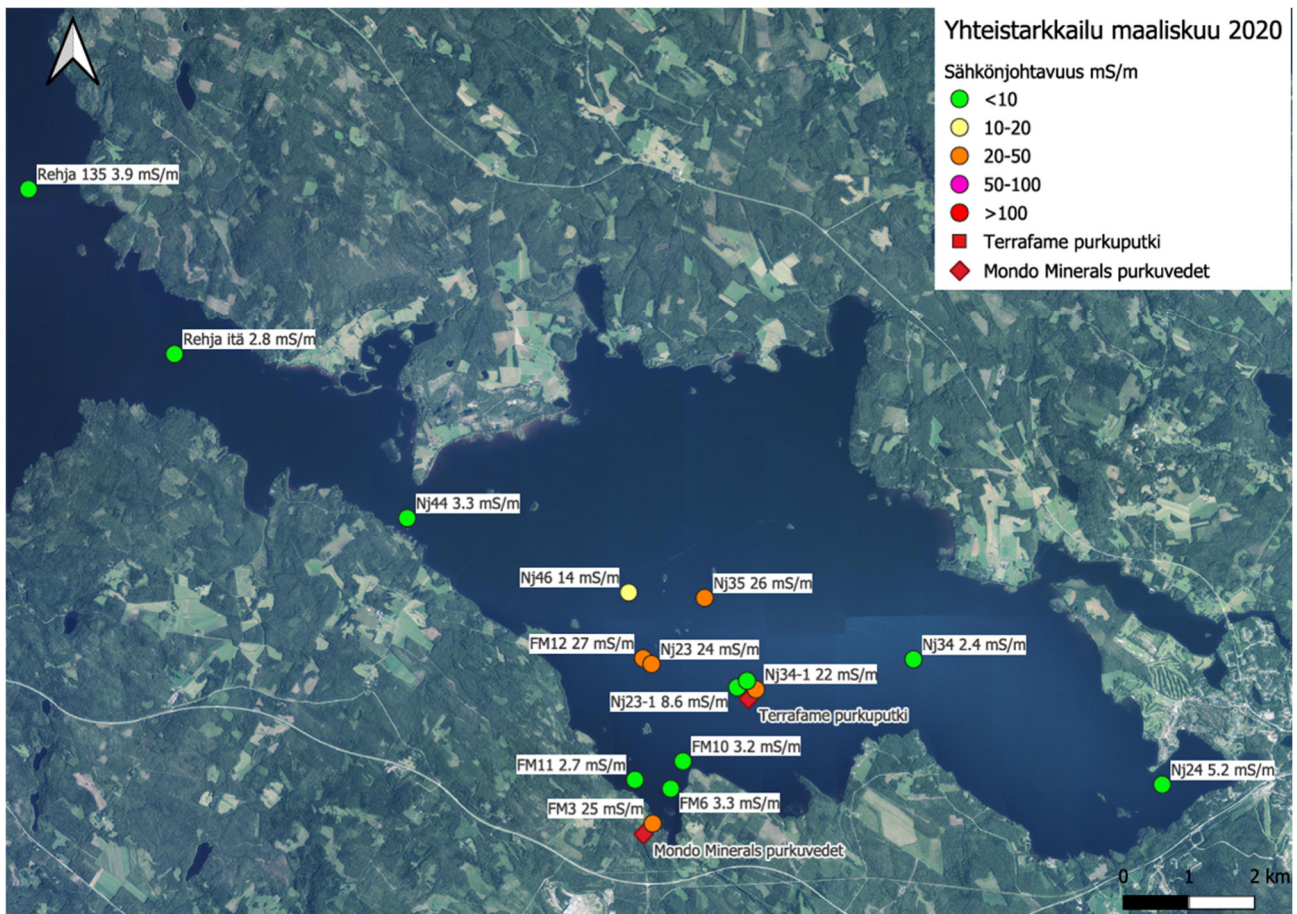 Yhteistarkkailu maaliskuu 2020
Sähkönjohtavuus mS/m
<10
10-20
20-50
50-100
>100
Terrafame purkuputki
Mondo Minerals purkuvedet
Rehja 135 3.9 mS/m
Rehja itä 2.8 mS/m
Nj44 3.3 mS/m
Nj46 14 mS/m
Nj35 26 mS/m
FM12 27 mS/m
Nj23 24 mS/m
Nj34 2.4 mS/m
Nj34-1 22 mS/m
Nj23-1 8.6 mS/m
Terrafame purkuputki
FM10 3.2 mS/m
FM11 2.7 mS/m
Nj24 5.2 mS/m
FM6 3.3 mS/m
FM3 25 mS/m
Mondo Minerals purkuvedet
0 1 2 km